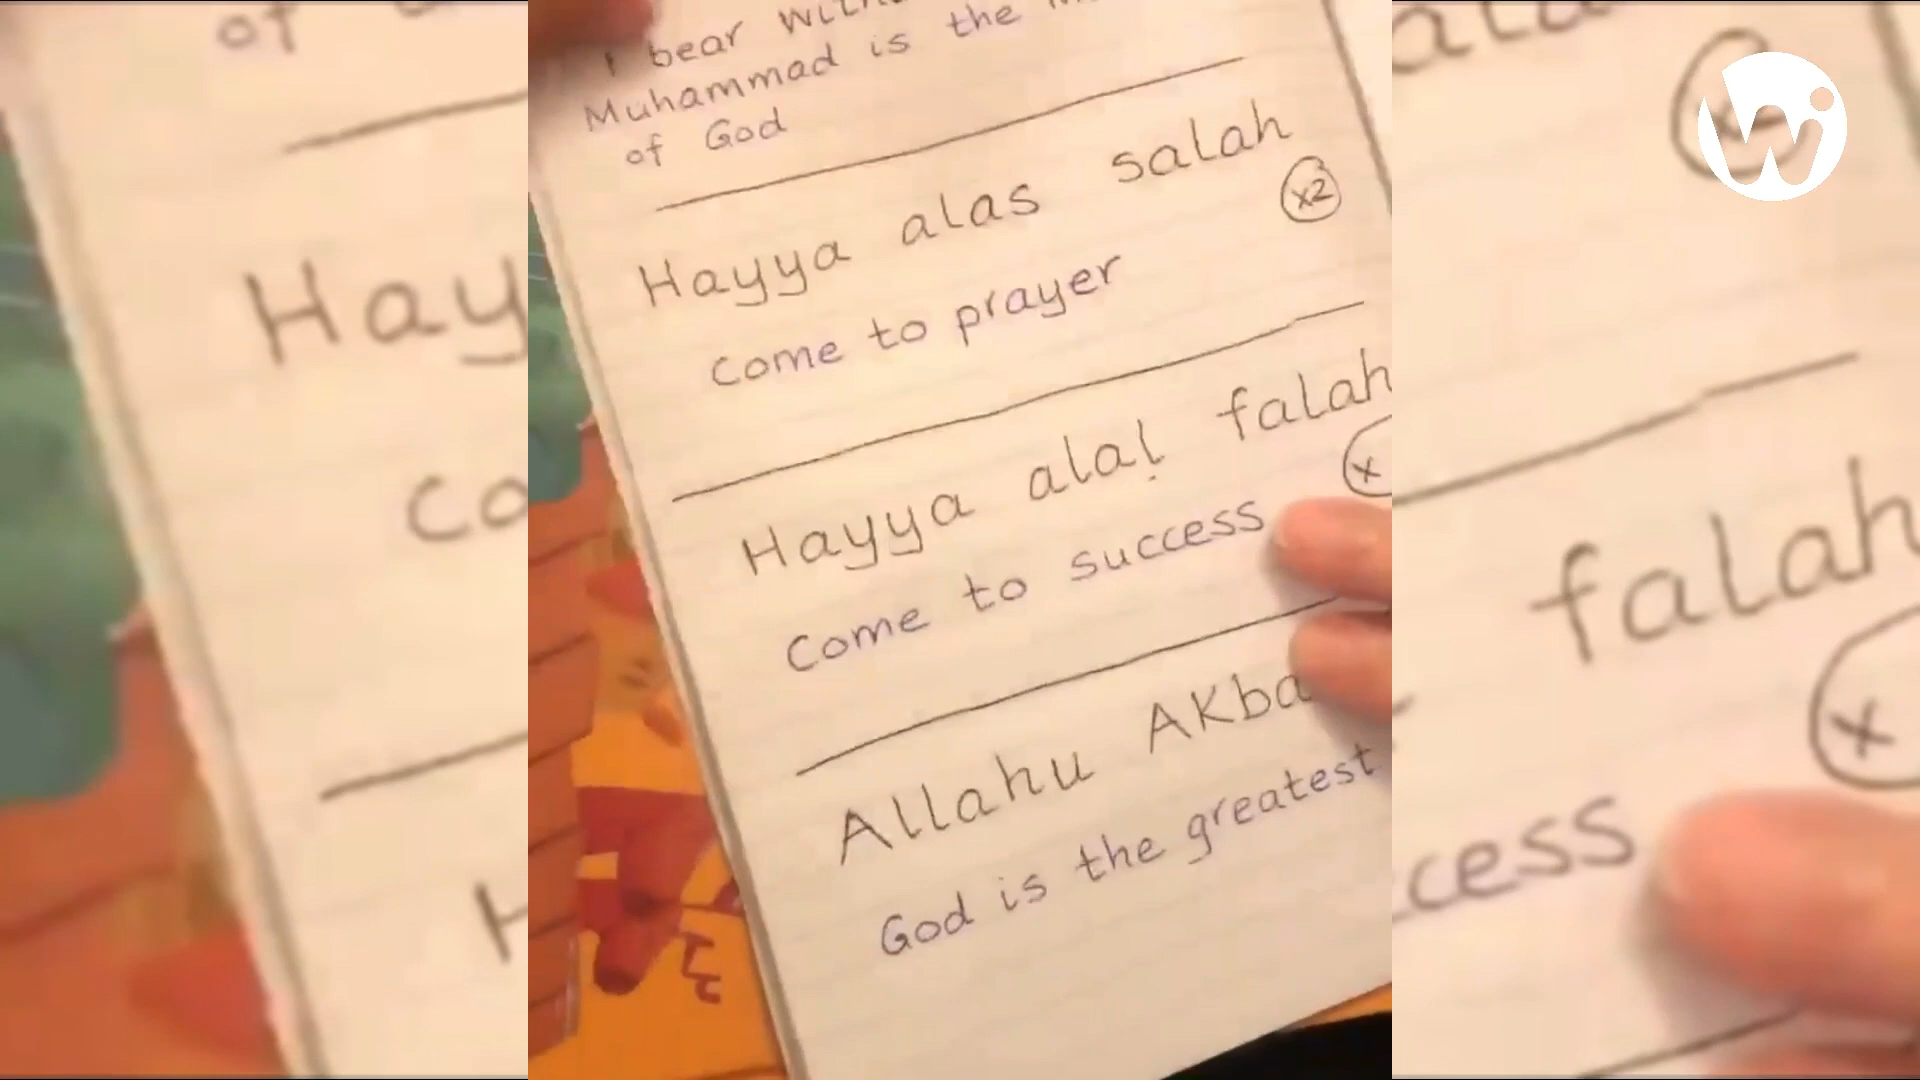 I bear
Muhammad is the
of God
Hayya alas salah
x2
come to prayer
Hayya alal falah
x
Come to success
Allahu Akba
God is the greatest